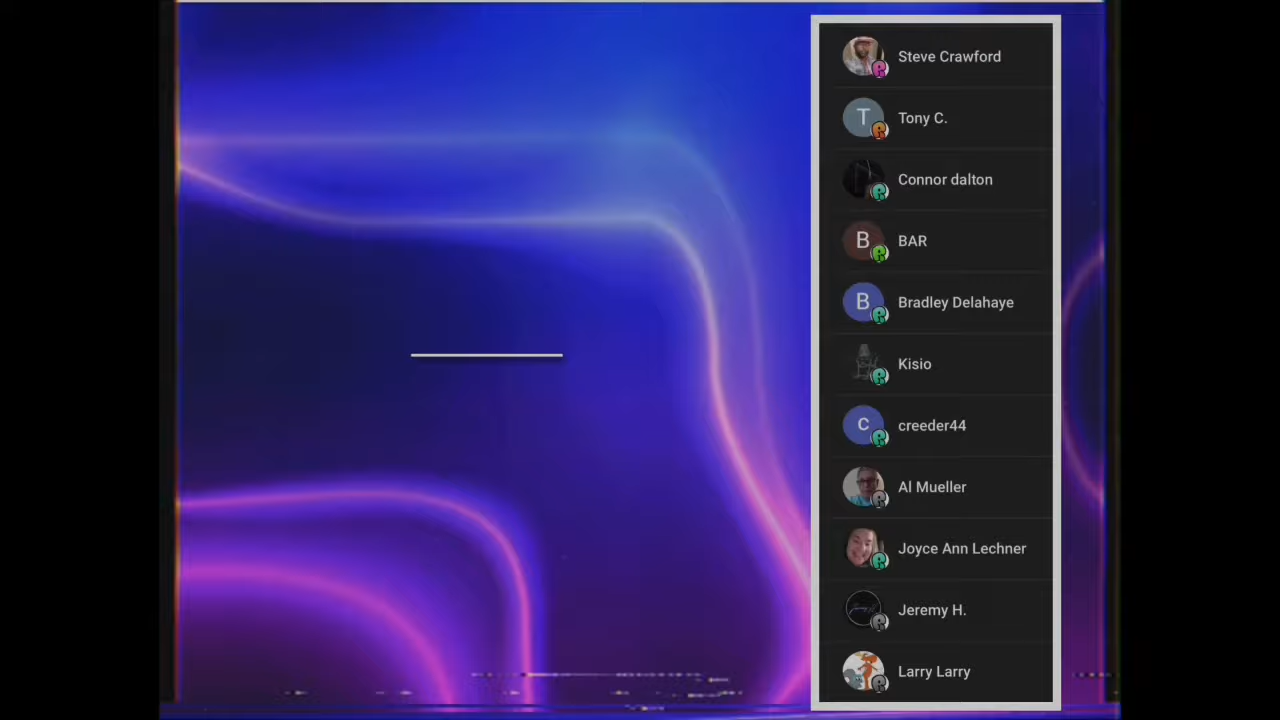 Steve Crawford
T
Tony C.
Connor dalton
B
BAR
B
Bradley Delahaye
Kisio
c
creeder44
Al Mueller
Joyce Ann Lechner
Jeremy H.
Larry Larry